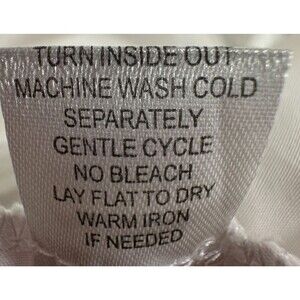 TURN INSIDE OUT
MACHINE WASH COLD
SEPARATELY
GENTLE CYCLE
NO BLEACH
LAY FLAT TO DRY
WARM IRON
IF NEEDED